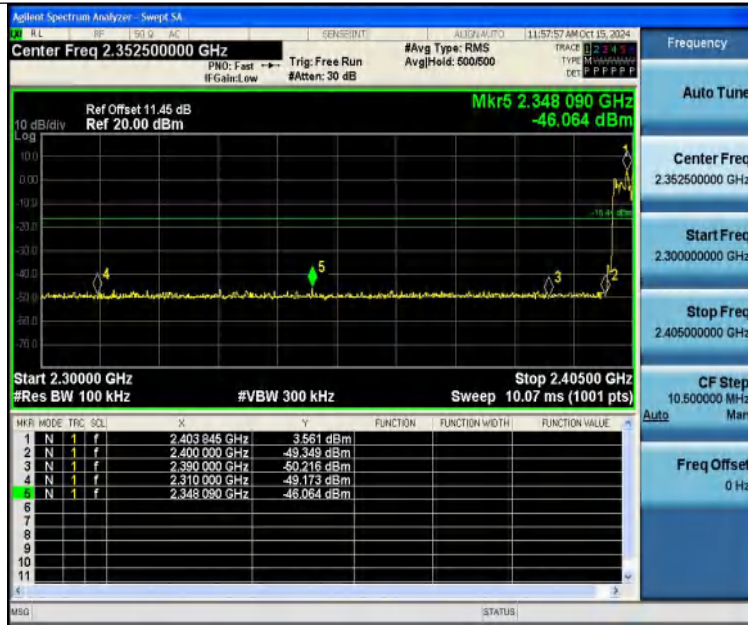 Agilent Spectrum Analyzer - Swept SA
RL RF 50 Ω AC SENSE:INT ALIGN AUTO 11:57:57 AM Oct 15, 2024
Center Freq 2.352500000 GHz
PNO: Fast
IFGain:Low
Trig: Free Run
#Atten: 30 dB
#Avg Type: RMS
Avg|Hold: 500/500
TRACE 1 2 3 4 5 6
TYPE M
DET P P P P P P
Ref Offset 11.45 dB
Ref 20.00 dBm
10 dB/div
Log
Mkr5 2.348 090 GHz
-46.064 dBm
10.0
0.00
-10.0
-20.0
-30.0
-40.0
-50.0
-60.0
-70.0
1
4
5
3
2
Start 2.30000 GHz
Stop 2.40500 GHz
#Res BW 100 kHz #VBW 300 kHz Sweep 10.07 ms (1001 pts)
MKR MODE TRC SCL X Y FUNCTION FUNCTION WIDTH FUNCTION VALUE
1 N 1 f 2.403 845 GHz 3.561 dBm
2 N 1 f 2.400 000 GHz -49.349 dBm
3 N 1 f 2.390 000 GHz -50.216 dBm
4 N 1 f 2.310 000 GHz -49.173 dBm
5 N 1 f 2.348 090 GHz -46.064 dBm
6
7
8
9
10
11
MSG STATUS
Frequency
Auto Tune
Center Freq
2.352500000 GHz
Start Freq
2.300000000 GHz
Stop Freq
2.405000000 GHz
CF Step
10.500000 MHz
Auto Man
Freq Offset
0 Hz